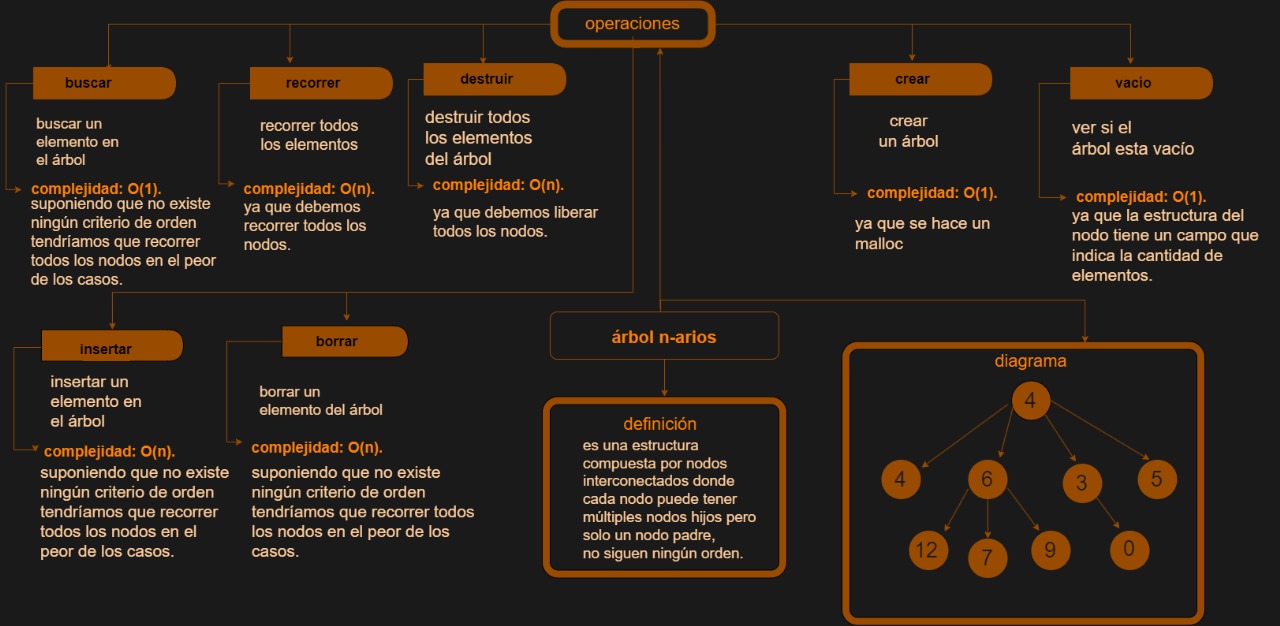 operaciones
buscar
buscar un
elemento en
el árbol
complejidad: O(1).
suponiendo que no existe
ningún criterio de orden
tendríamos que recorrer
todos los nodos en el peor
de los casos.
recorrer
recorrer todos
los elementos
complejidad: O(n).
ya que debemos
recorrer todos los
nodos.
destruir
destruir todos
los elementos
del árbol
complejidad: O(n).
ya que debemos liberar
todos los nodos.
crear
crear
un árbol
complejidad: O(1).
ya que se hace un
malloc
vacio
ver si el
árbol esta vacío
complejidad: O(1).
ya que la estructura del
nodo tiene un campo que
indica la cantidad de
elementos.
insertar
insertar un
elemento en
el árbol
complejidad: O(n).
suponiendo que no existe
ningún criterio de orden
tendríamos que recorrer
todos los nodos en el
peor de los casos.
borrar
borrar un
elemento del árbol
complejidad: O(n).
suponiendo que no existe
ningún criterio de orden
tendríamos que recorrer todos
los nodos en el peor de los
casos.
árbol n-arios
definición
es una estructura
compuesta por nodos
interconectados donde
cada nodo puede tener
múltiples nodos hijos pero
solo un nodo padre,
no siguen ningún orden.
diagrama
4
4 6 3 5
12 7 9 0